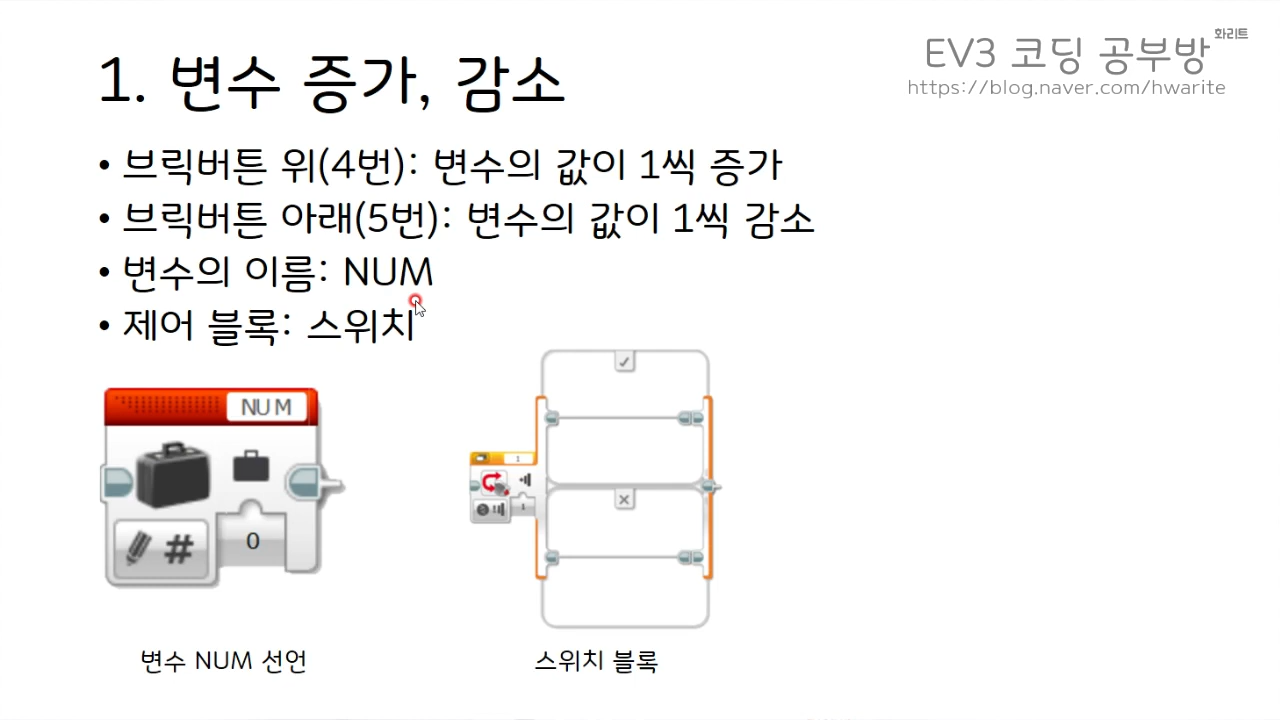 화리트
EV3 코딩 공부방
https://blog.naver.com/hwarite
1. 변수 증가, 감소
• 브릭버튼 위(4번): 변수의 값이 1씩 증가
• 브릭버튼 아래(5번): 변수의 값이 1씩 감소
• 변수의 이름: NUM
• 제어 블록: 스위치
NUM
#
0
1
1
변수 NUM 선언
스위치 블록